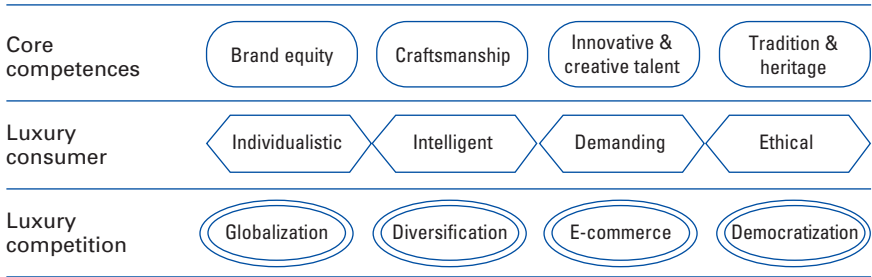 Core
competences
Brand equity
Craftsmanship
Innovative &
creative talent
Tradition &
heritage
Luxury
consumer
Individualistic
Intelligent
Demanding
Ethical
Luxury
competition
Globalization
Diversification
E-commerce
Democratization